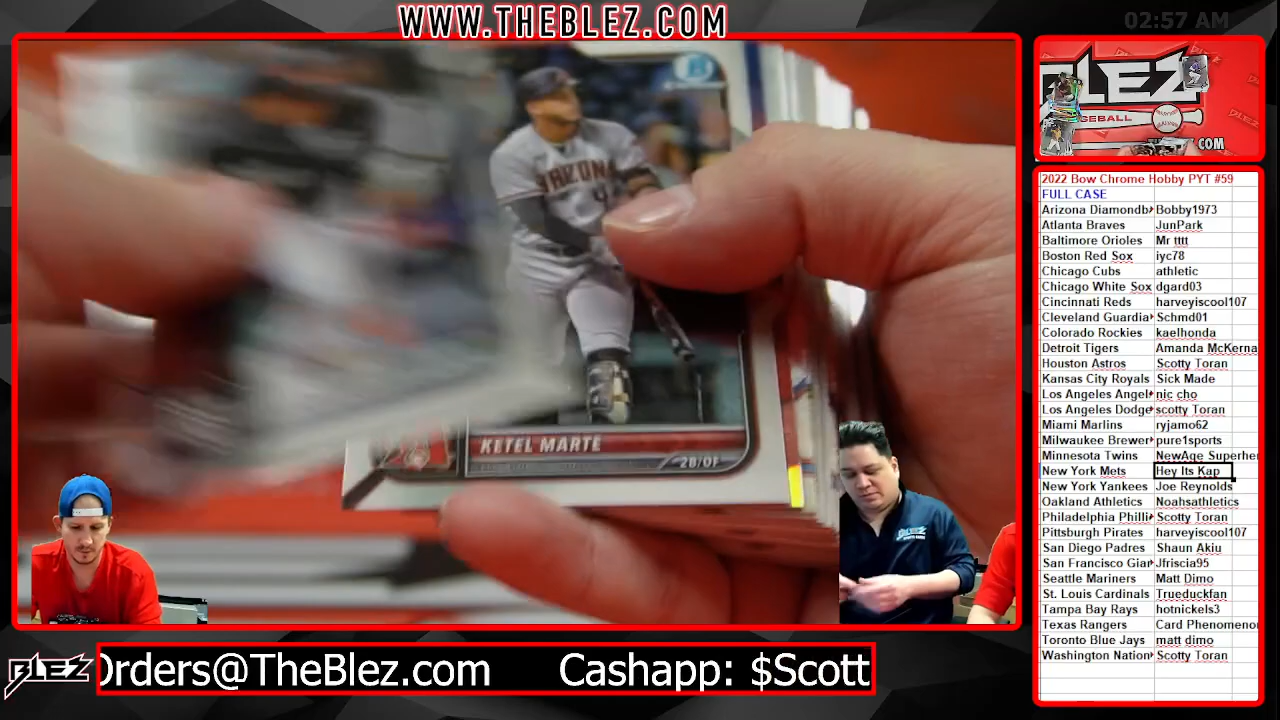 WWW.THEBLEZ.COM
02:57 AM
BLEZ
BASEBALL
.COM
ARIZONA
4
B
KETEL MARTE
2B/OF
2022 Bow Chrome Hobby PYT #59
FULL CASE
Arizona Diamondb Bobby1973
Atlanta Braves JunPark
Baltimore Orioles Mr tttt
Boston Red Sox iyc78
Chicago Cubs athletic
Chicago White Sox dgard03
Cincinnati Reds harveyiscool107
Cleveland Guardia Schmd01
Colorado Rockies kaelhonda
Detroit Tigers Amanda McKerna
Houston Astros Scotty Toran
Kansas City Royals Sick Made
Los Angeles Angel nic cho
Los Angeles Dodge scotty Toran
Miami Marlins ryjamo62
Milwaukee Brewer pure1sports
Minnesota Twins NewAge Superher
New York Mets Hey Its Kap
New York Yankees Joe Reynolds
Oakland Athletics Noahsathletics
Philadelphia Philli Scotty Toran
Pittsburgh Pirates harveyiscool107
San Diego Padres Shaun Akiu
San Francisco Gian Jfriscia95
Seattle Mariners Matt Dimo
St. Louis Cardinals Trueduckfan
Tampa Bay Rays hotnickels3
Texas Rangers Card Phenomenon
Toronto Blue Jays matt dimo
Washington Nation Scotty Toran
BLEZ
Orders@TheBlez.com Cashapp: $Scott